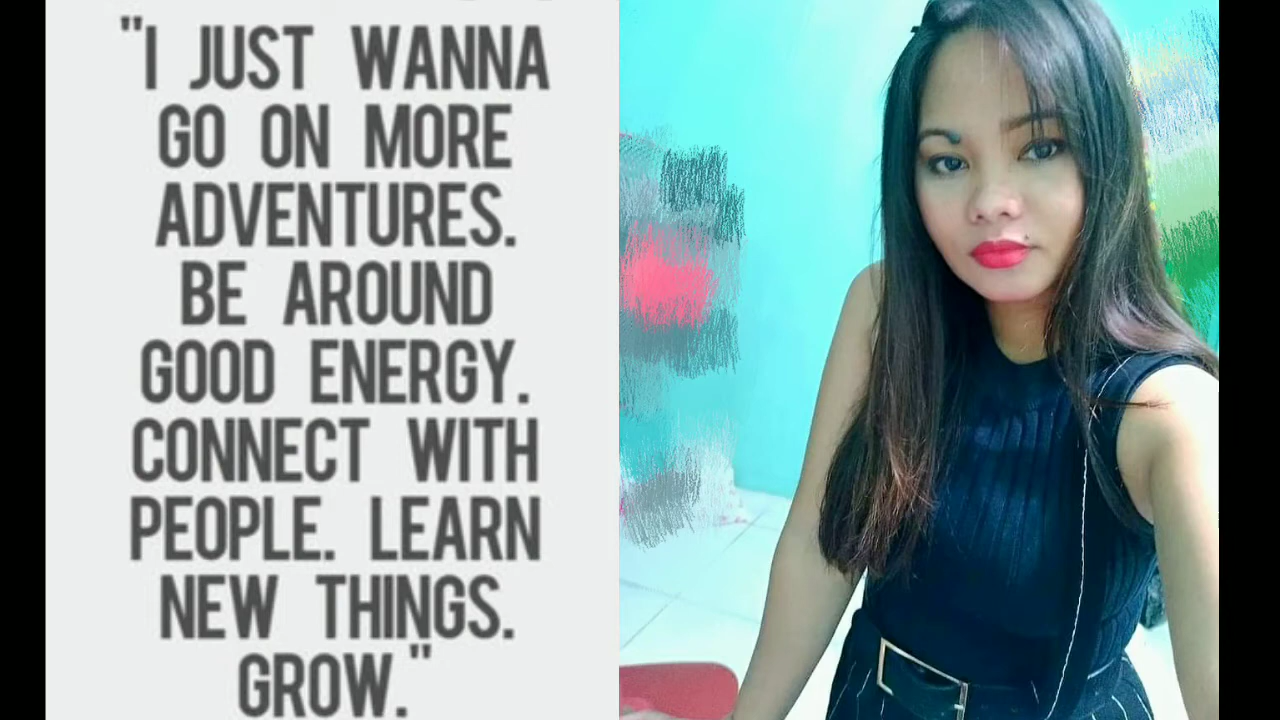 "I JUST WANNA
GO ON MORE
ADVENTURES.
BE AROUND
GOOD ENERGY.
CONNECT WITH
PEOPLE. LEARN
NEW THINGS.
GROW."